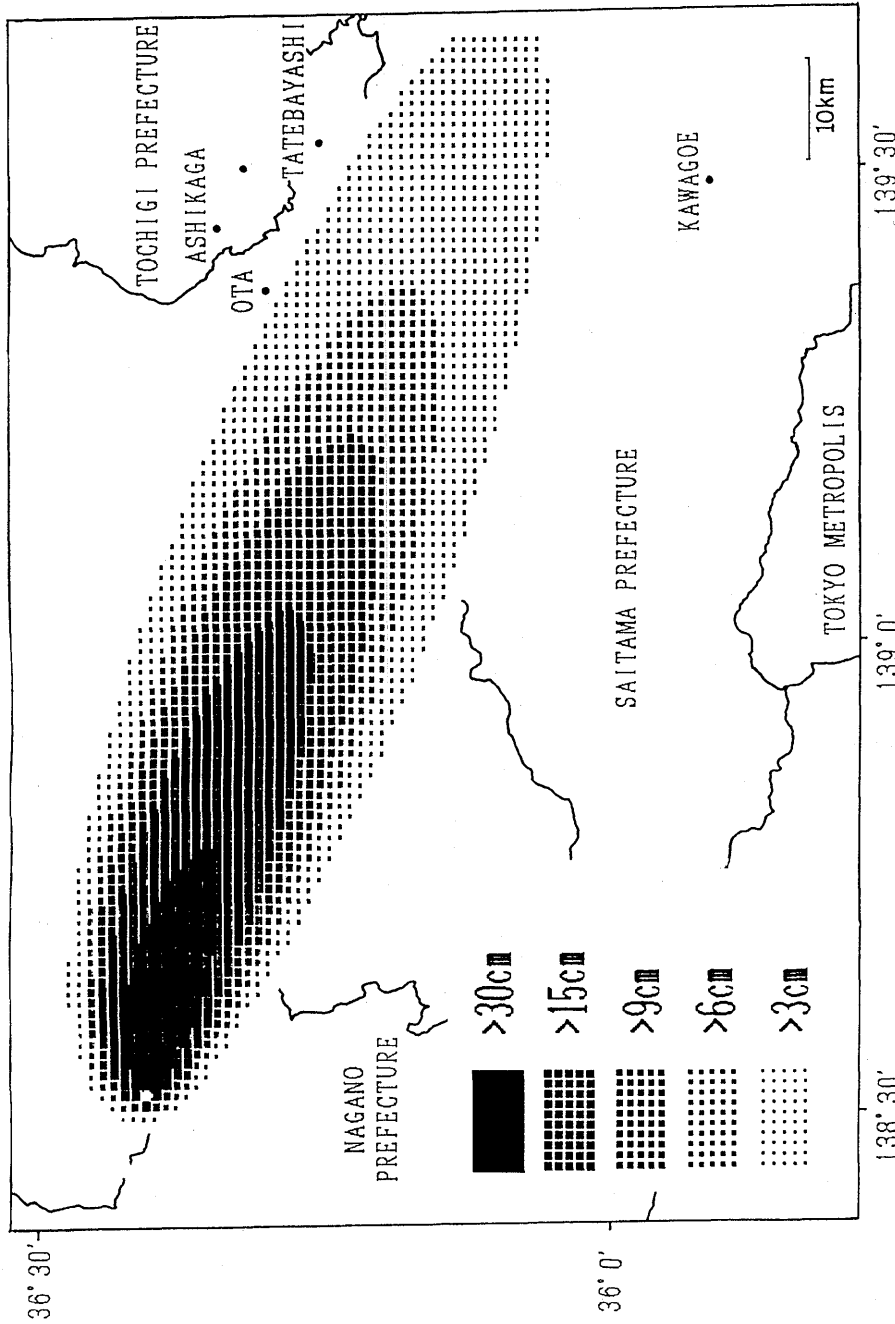 TOCHIGI PREFECTURE
ASHIKAGA
OTA
TATEBAYASHI
KAWAGOE
SAITAMA PREFECTURE
TOKYO METROPOLIS
NAGANO
PREFECTURE
>30cm
>15cm
>9cm
>6cm
>3cm
10km
36°30'
36°0'
138°30'
139°0'
139°30'